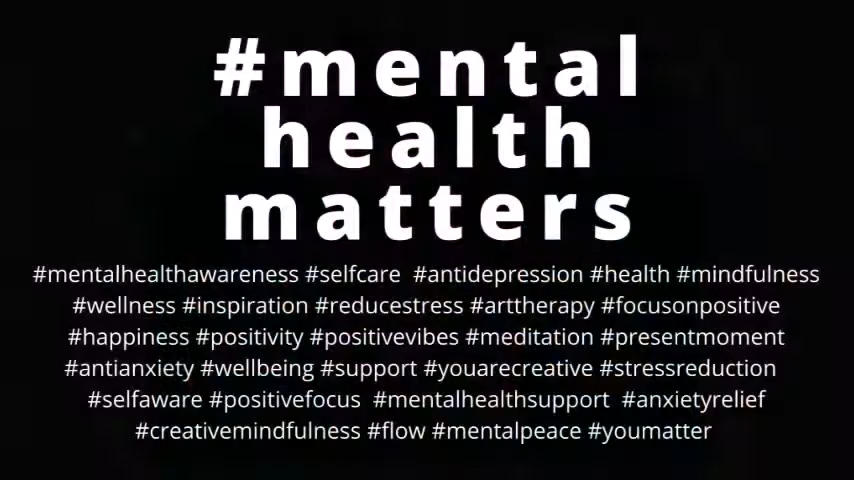 #mental
health
matters
#mentalhealthawareness #selfcare #antidepression #health #mindfulness
#wellness #inspiration #reducestress #arttherapy #focusonpositive
#happiness #positivity #positivevibes #meditation #presentmoment
#antianxiety #wellbeing #support #youarecreative #stressreduction
#selfaware #positivefocus #mentalhealthsupport #anxietyrelief
#creativemindfulness #flow #mentalpeace #youmatter